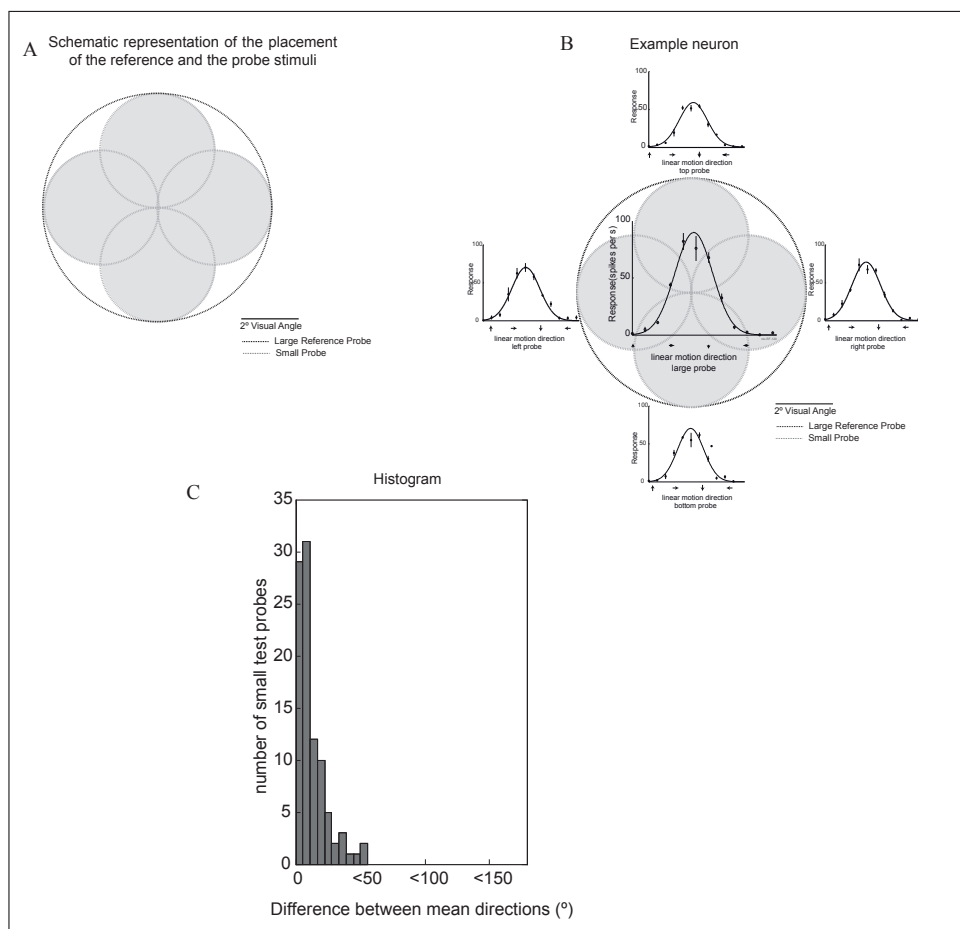 A
Schematic representation of the placement
of the reference and the probe stimuli
2º Visual Angle
Large Reference Probe
Small Probe
B
Example neuron
100
50
0
Response
linear motion direction
top probe
100
50
0
Response
linear motion direction
left probe
100
50
0
Response(spikes per s)
linear motion direction
large probe
100
50
0
Response
linear motion direction
right probe
100
50
0
Response
linear motion direction
bottom probe
2º Visual Angle
Large Reference Probe
Small Probe
C
Histogram
35
30
25
20
15
10
5
0
number of small test probes
0
<50
<100
<150
Difference between mean directions (º)